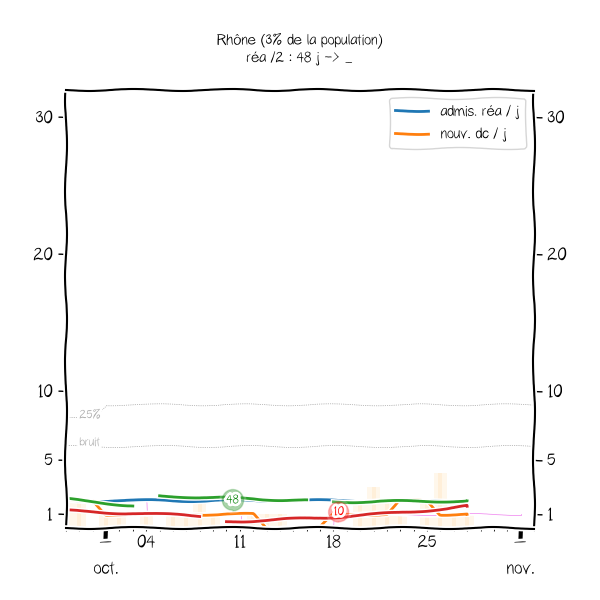 Rhône (3% de la population)
réa /2 : 48 j -> _
admis. réa / j
nouv. dc / j
30
30
20
20
10
10
25%
bruit
5
5
48
10
1
1
04
11
18
25
oct.
nov.